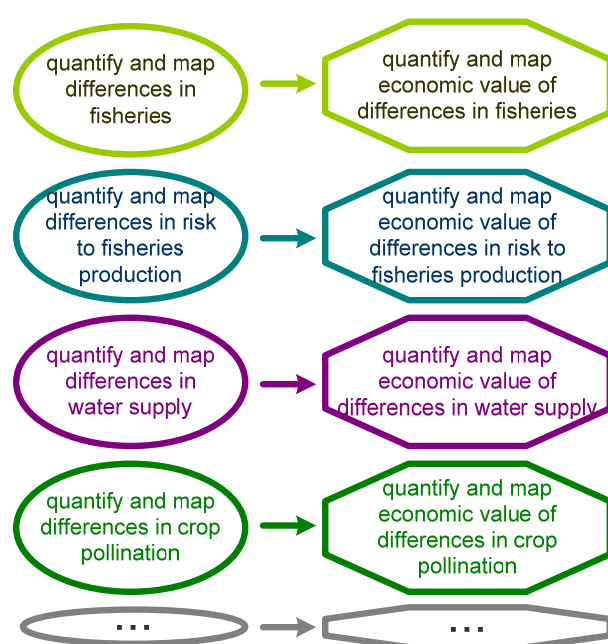 quantify and map
differences in
fisheries
quantify and map
economic value of
differences in fisheries
quantify and map
differences in risk
to fisheries
production
quantify and map
economic value of
differences in risk to
fisheries production
quantify and map
differences in
water supply
quantify and map
economic value of
differences in water supply
quantify and map
differences in crop
pollination
quantify and map
economic value of
differences in crop
pollination
...
...